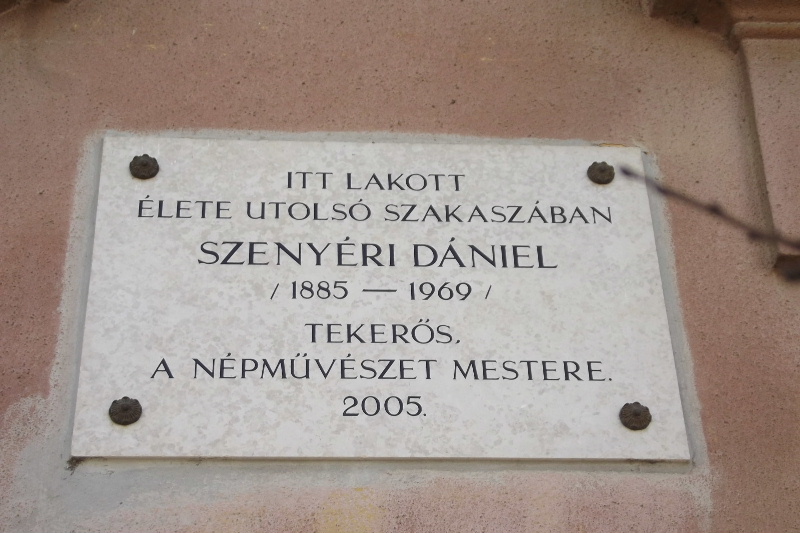 ITT LAKOTT
ÉLETE UTOLSÓ SZAKASZÁBAN
SZENYÉRI DÁNIEL
/ 1885 — 1969 /
TEKERŐS,
A NÉPMŰVÉSZET MESTERE.
2005.